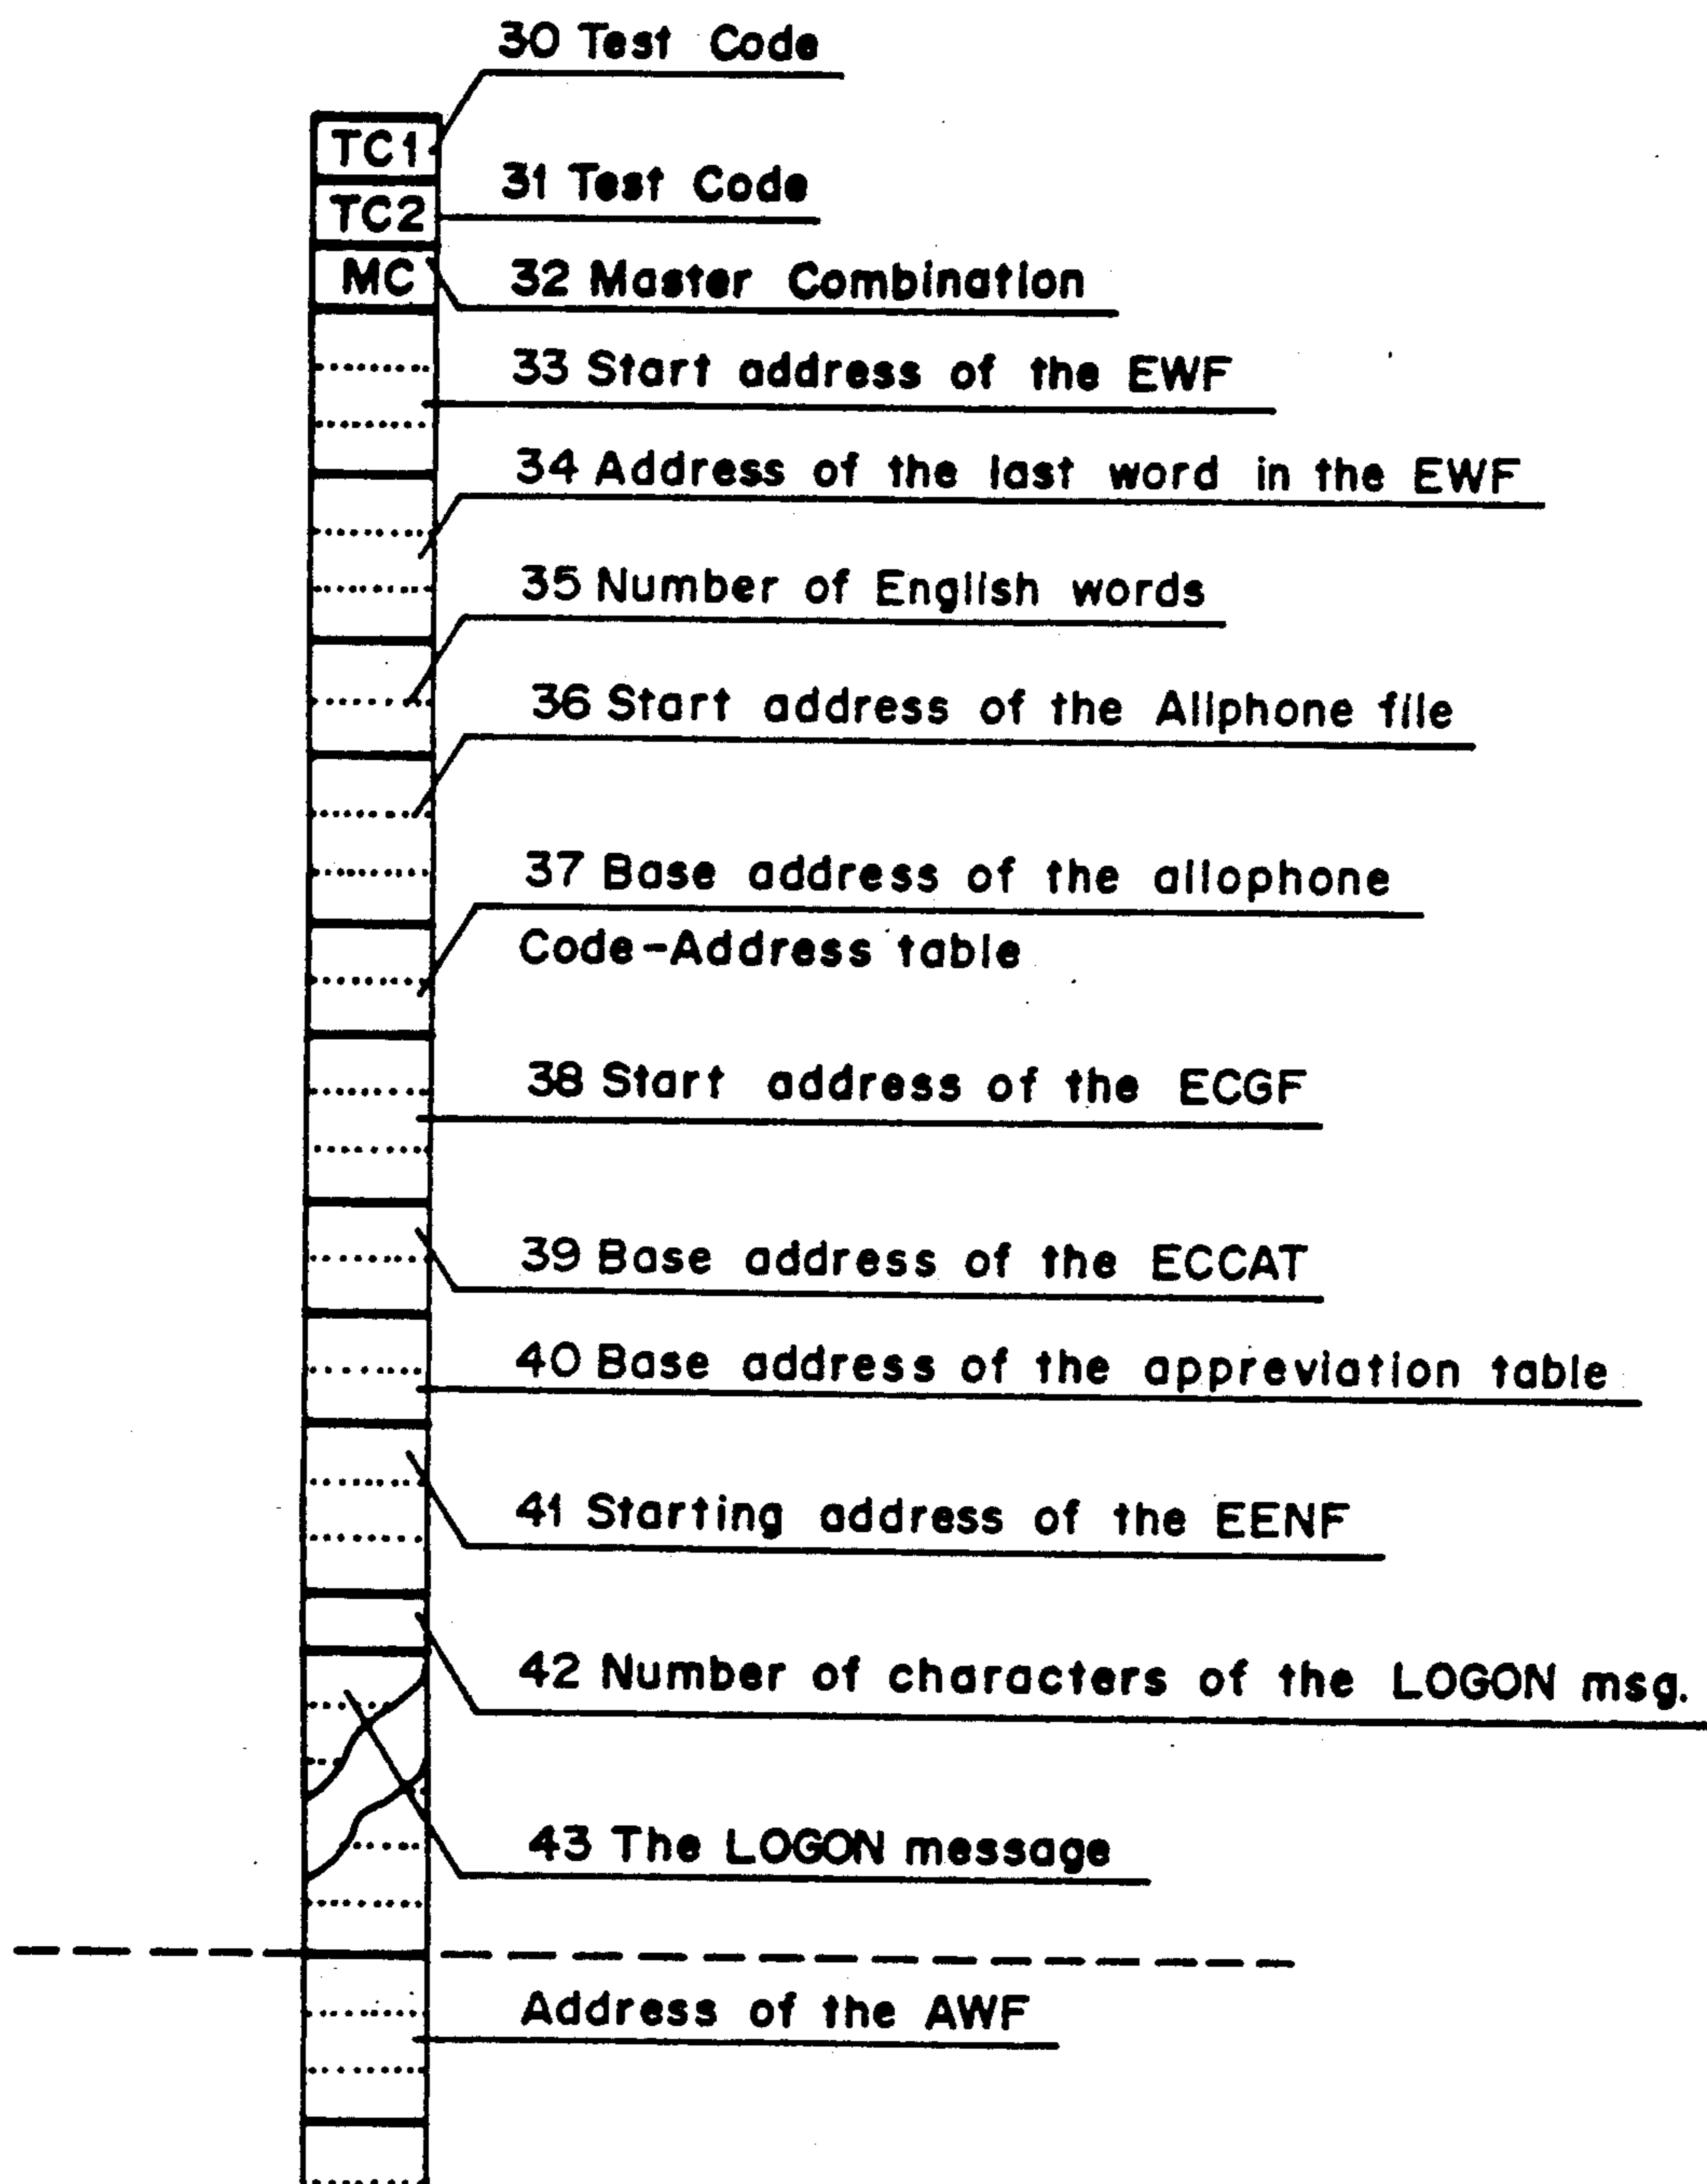 30 Test Code
TC1
31 Test Code
TC2
MC
32 Master Combination
33 Start address of the EWF
34 Address of the last word in the EWF
35 Number of English words
36 Start address of the Allphone file
37 Base address of the allophone
Code-Address table
38 Start address of the ECGF
39 Base address of the ECCAT
40 Base address of the appreviation table
41 Starting address of the EENF
42 Number of characters of the LOGON msg.
43 The LOGON message
Address of the AWF